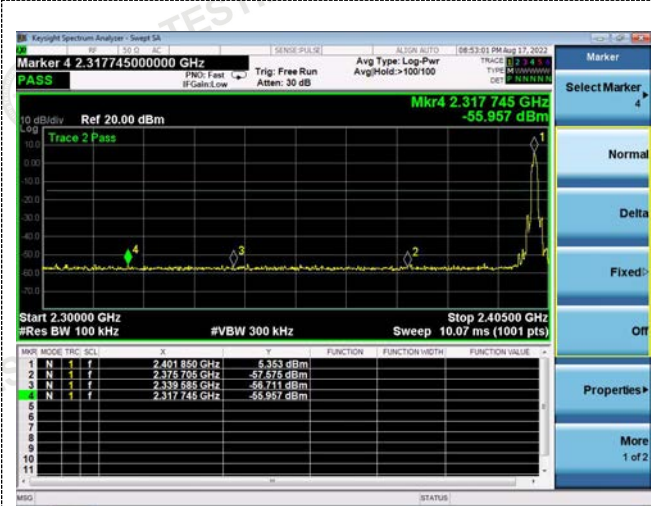 Keysight Spectrum Analyzer - Swept SA
RF 50 Ω AC SENSE:PULSE ALIGN AUTO 08:53:01 PM Aug 17, 2022
Marker 4 2.317745000000 GHz
PASS
PNO: Fast
IFGain:Low
Trig: Free Run
Atten: 30 dB
Avg Type: Log-Pwr
Avg|Hold:>100/100
TRACE 1 2 3 4 5 6
TYPE M
DET P N N N N N
Mkr4 2.317 745 GHz
-55.957 dBm
10 dB/div Ref 20.00 dBm
Log
Trace 2 Pass
10.0
0.00
-10.0
-20.0
-30.0
-40.0
-50.0
-60.0
-70.0
1
2
3
4
Start 2.30000 GHz Stop 2.40500 GHz
#Res BW 100 kHz #VBW 300 kHz Sweep 10.07 ms (1001 pts)
MKR MODE TRC SCL X Y FUNCTION FUNCTION WIDTH FUNCTION VALUE
1 N 1 f 2.401 850 GHz 5.353 dBm
2 N 1 f 2.375 705 GHz -57.575 dBm
3 N 1 f 2.339 585 GHz -56.711 dBm
4 N 1 f 2.317 745 GHz -55.957 dBm
5
6
7
8
9
10
11
MSG STATUS
Marker
Select Marker
4
Normal
Delta
Fixed
Off
Properties
More
1 of 2